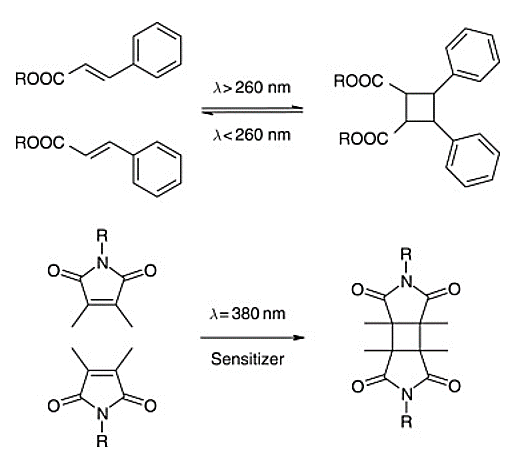 ROOC
ROOC
λ> 260 nm
λ< 260 nm
ROOC
ROOC
R
N
O
O
O
O
N
R
λ= 380 nm
Sensitizer
R
N
O
O
O
O
N
R